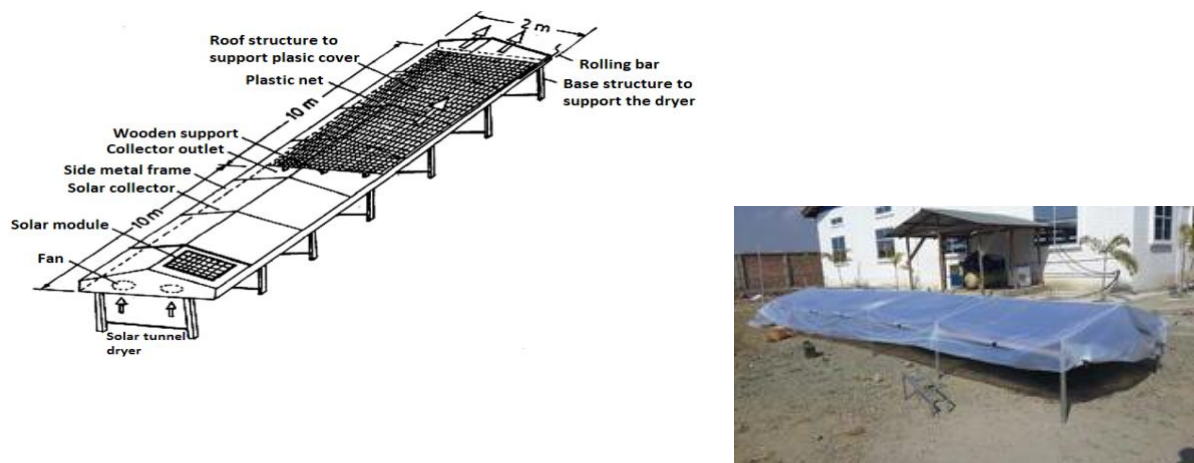 2 m
Roof structure to
support plasic cover
Plastic net
Rolling bar
Base structure to
support the dryer
10 m
Wooden support
Collector outlet
Side metal frame
Solar collector
10 m
Solar module
Fan
Solar tunnel
dryer